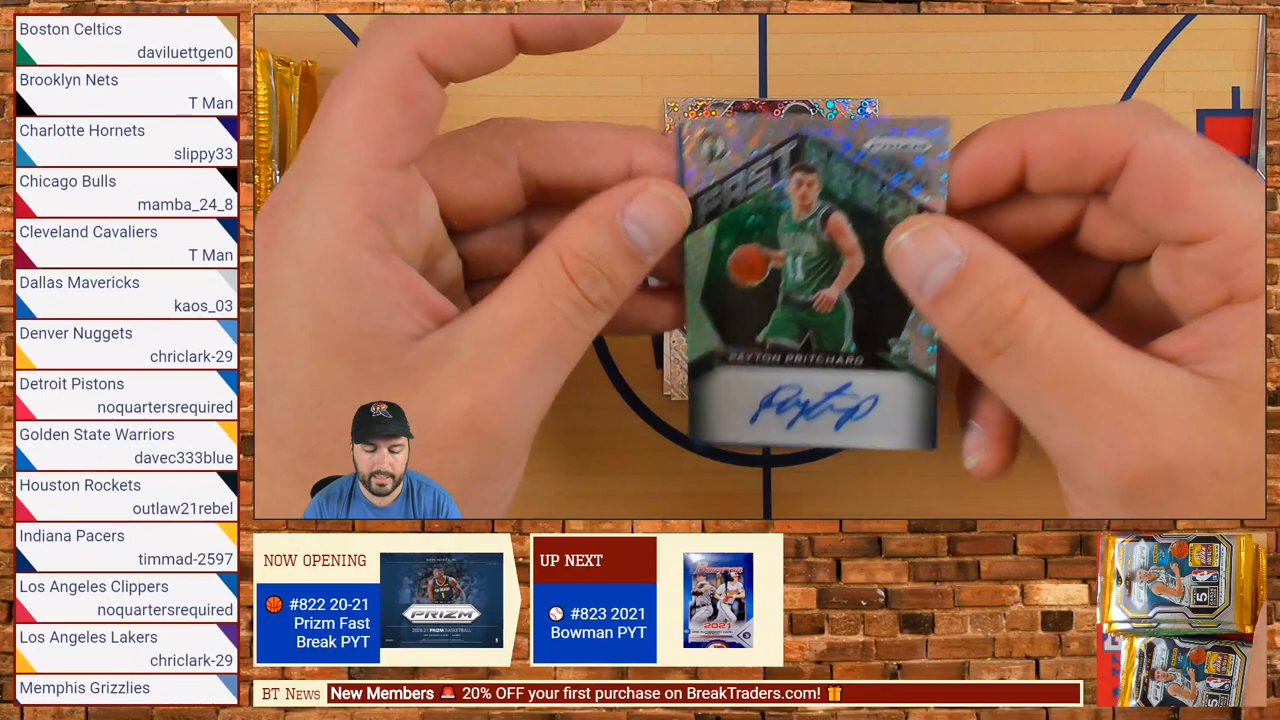 Boston Celtics
daviluettgen0
Brooklyn Nets
T Man
Charlotte Hornets
slippy33
Chicago Bulls
mamba_24_8
Cleveland Cavaliers
T Man
Dallas Mavericks
kaos_03
Denver Nuggets
chriclark-29
Detroit Pistons
noquartersrequired
Golden State Warriors
davec333blue
Houston Rockets
outlaw21rebel
Indiana Pacers
timmad-2597
Los Angeles Clippers
noquartersrequired
Los Angeles Lakers
chriclark-29
Memphis Grizzlies
FAST
PRIZM
11
PAYTON PRITCHARD
NOW OPENING
#822 20-21
Prizm Fast
Break PYT
PRIZM
UP NEXT
#823 2021
Bowman PYT
2021
BT News
New Members 🚨 20% OFF your first purchase on BreakTraders.com! 🎁